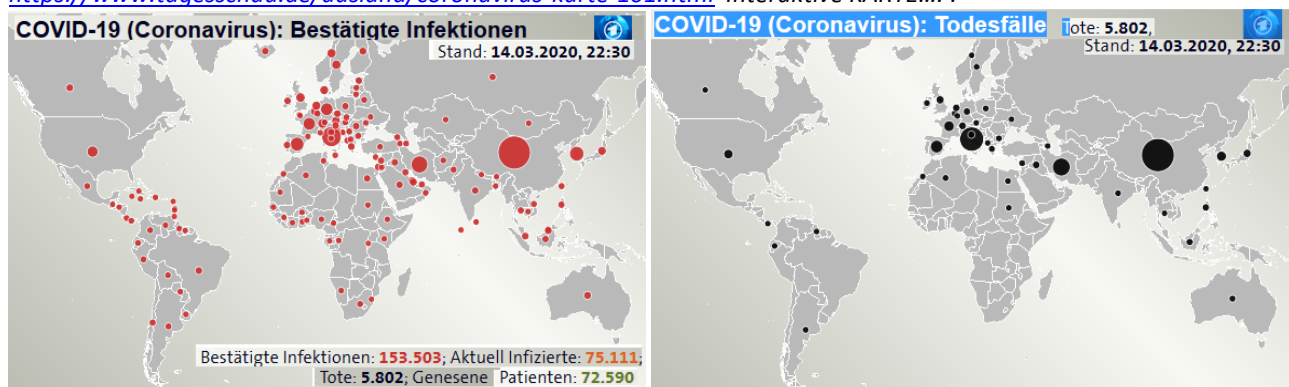 COVID-19 (Coronavirus): Bestätigte Infektionen
Stand: 14.03.2020, 22:30
Bestätigte Infektionen: 153.503; Aktuell Infizierte: 75.111;
Tote: 5.802; Genesene Patienten: 72.590
COVID-19 (Coronavirus): Todesfälle Tote: 5.802,
Stand: 14.03.2020, 22:30